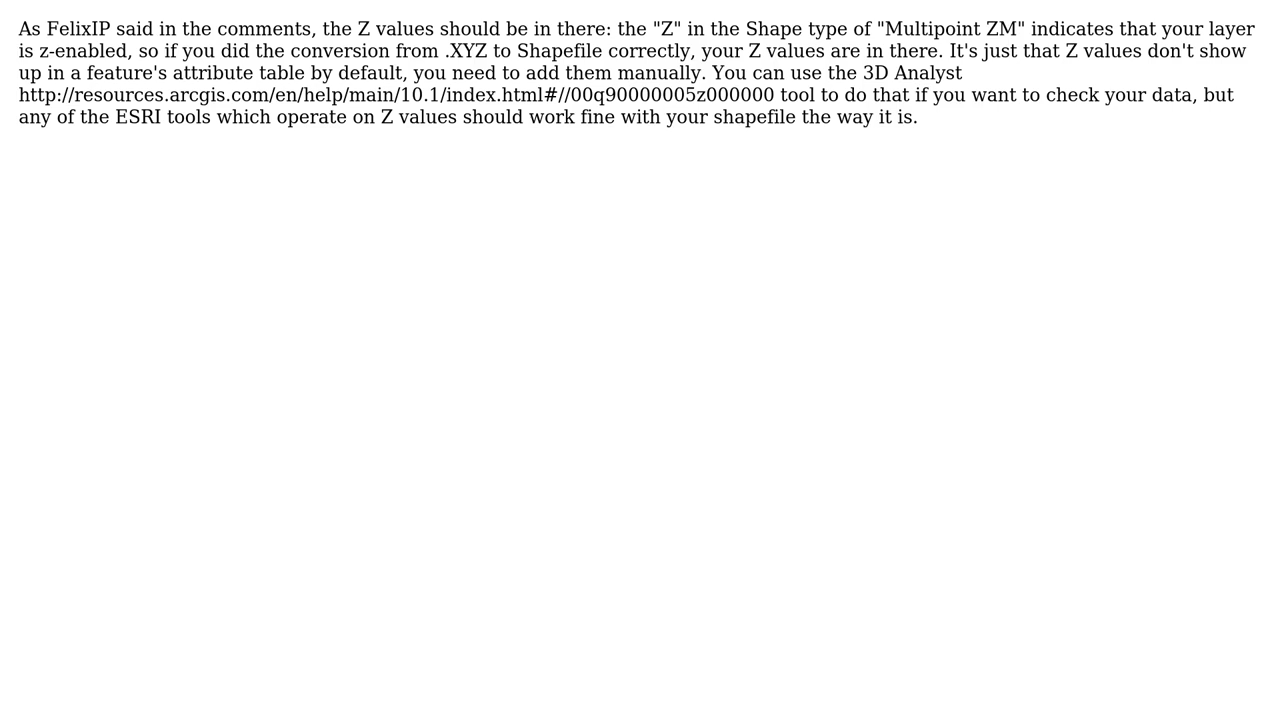 As FelixIP said in the comments, the Z values should be in there: the "Z" in the Shape type of "Multipoint ZM" indicates that your layer
is z-enabled, so if you did the conversion from .XYZ to Shapefile correctly, your Z values are in there. It's just that Z values don't show
up in a feature's attribute table by default, you need to add them manually. You can use the 3D Analyst
http://resources.arcgis.com/en/help/main/10.1/index.html#//00q90000005z000000 tool to do that if you want to check your data, but
any of the ESRI tools which operate on Z values should work fine with your shapefile the way it is.